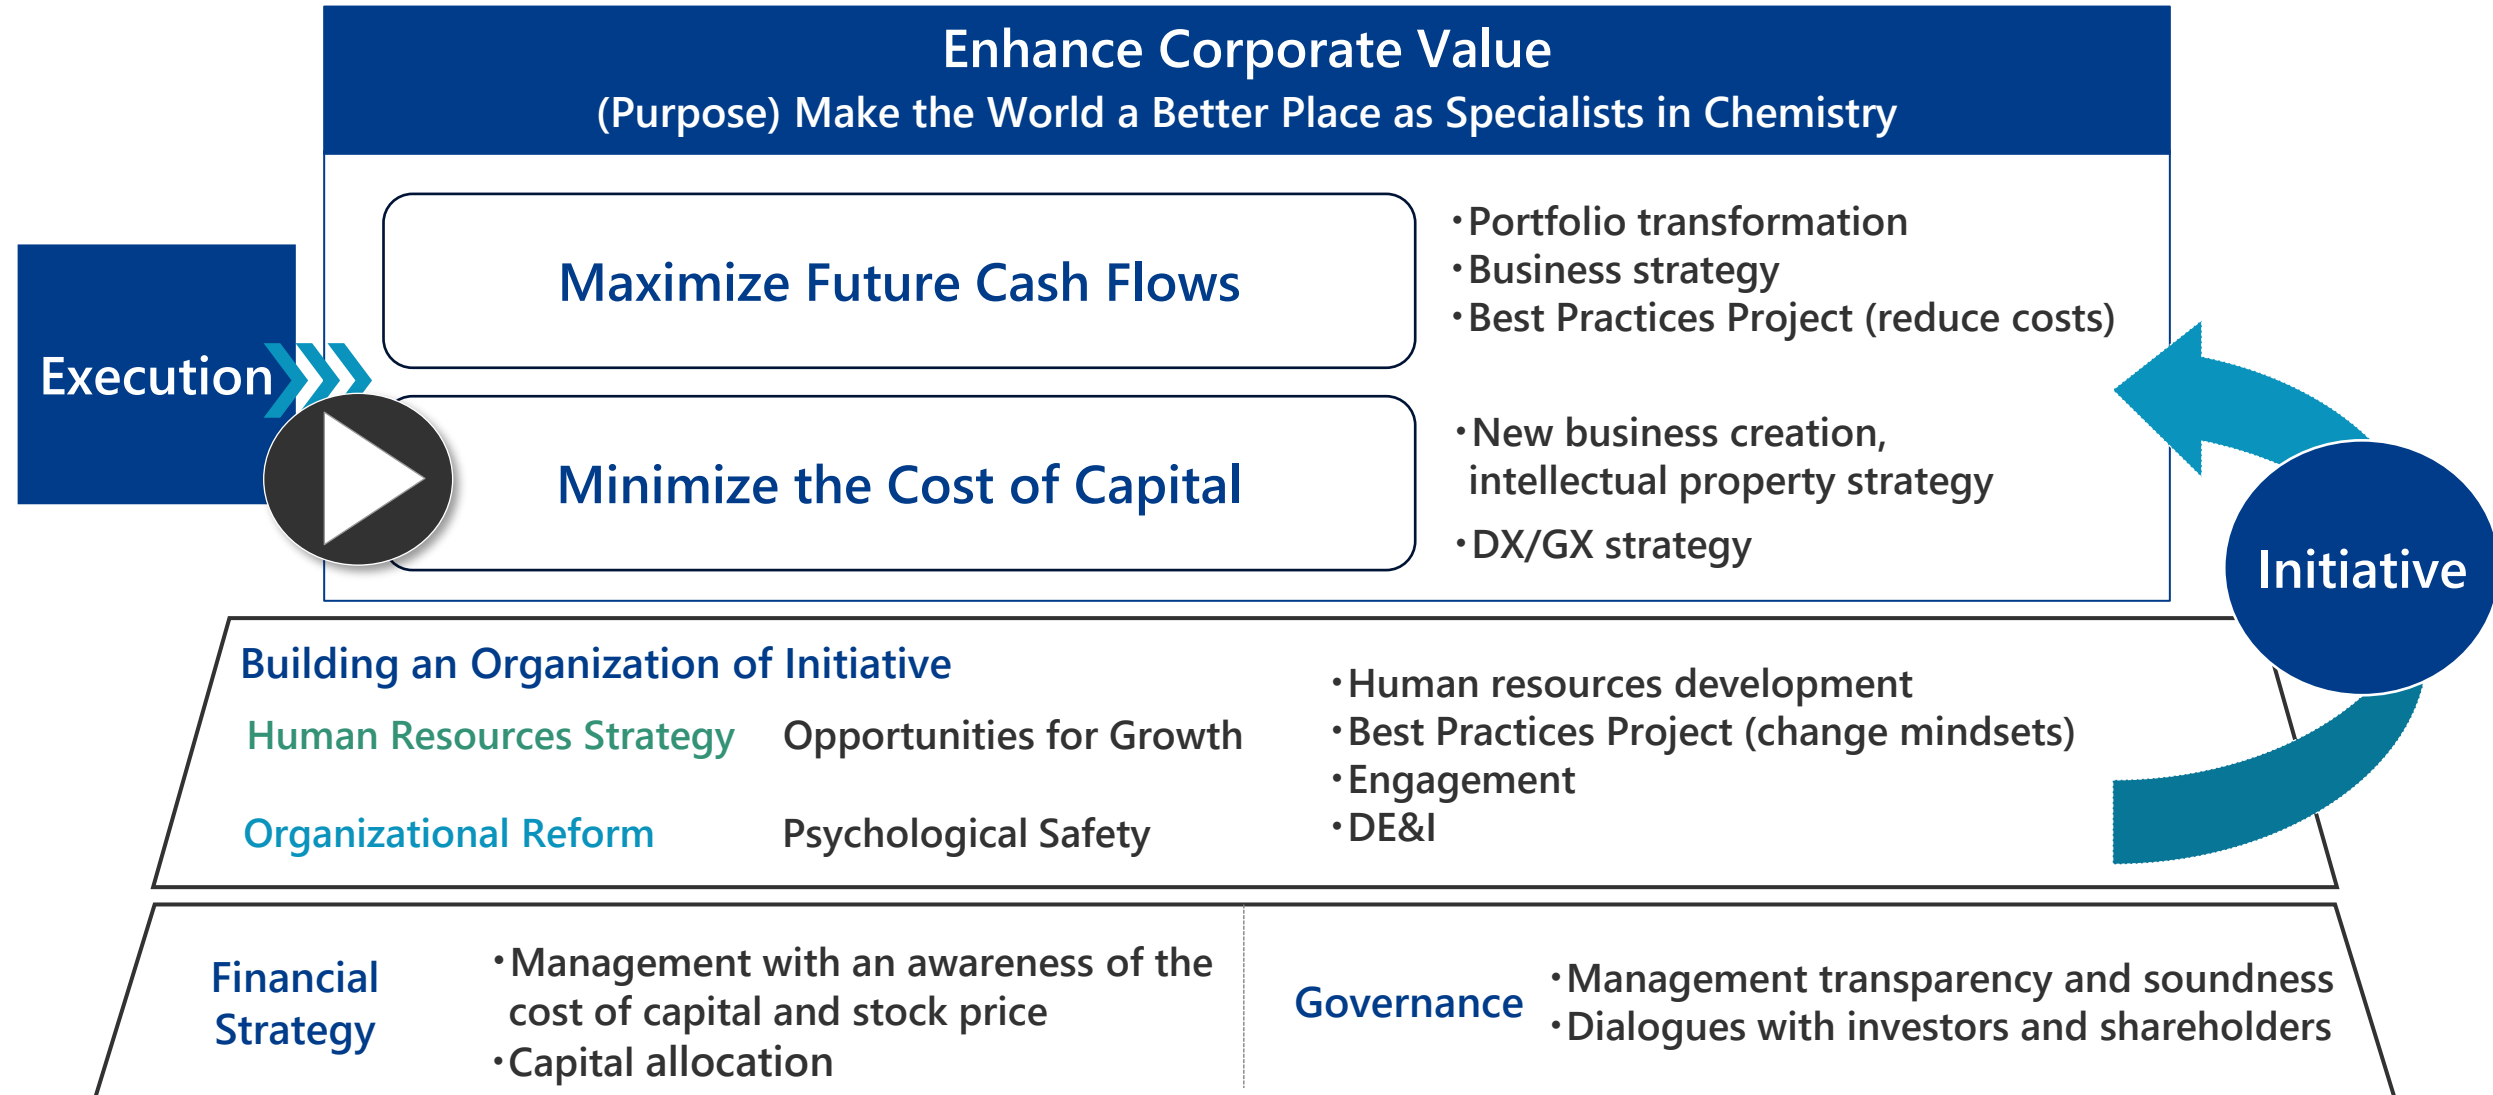 Enhance Corporate Value
(Purpose) Make the World a Better Place as Specialists in Chemistry
Execution
Maximize Future Cash Flows
・Portfolio transformation
・Business strategy
・Best Practices Project (reduce costs)
Minimize the Cost of Capital
・New business creation,
intellectual property strategy
・DX/GX strategy
Initiative
Building an Organization of Initiative
Human Resources Strategy
Opportunities for Growth
Organizational Reform
Psychological Safety
・Human resources development
・Best Practices Project (change mindsets)
・Engagement
・DE&I
Financial
Strategy
・Management with an awareness of the
cost of capital and stock price
・Capital allocation
Governance
・Management transparency and soundness
・Dialogues with investors and shareholders